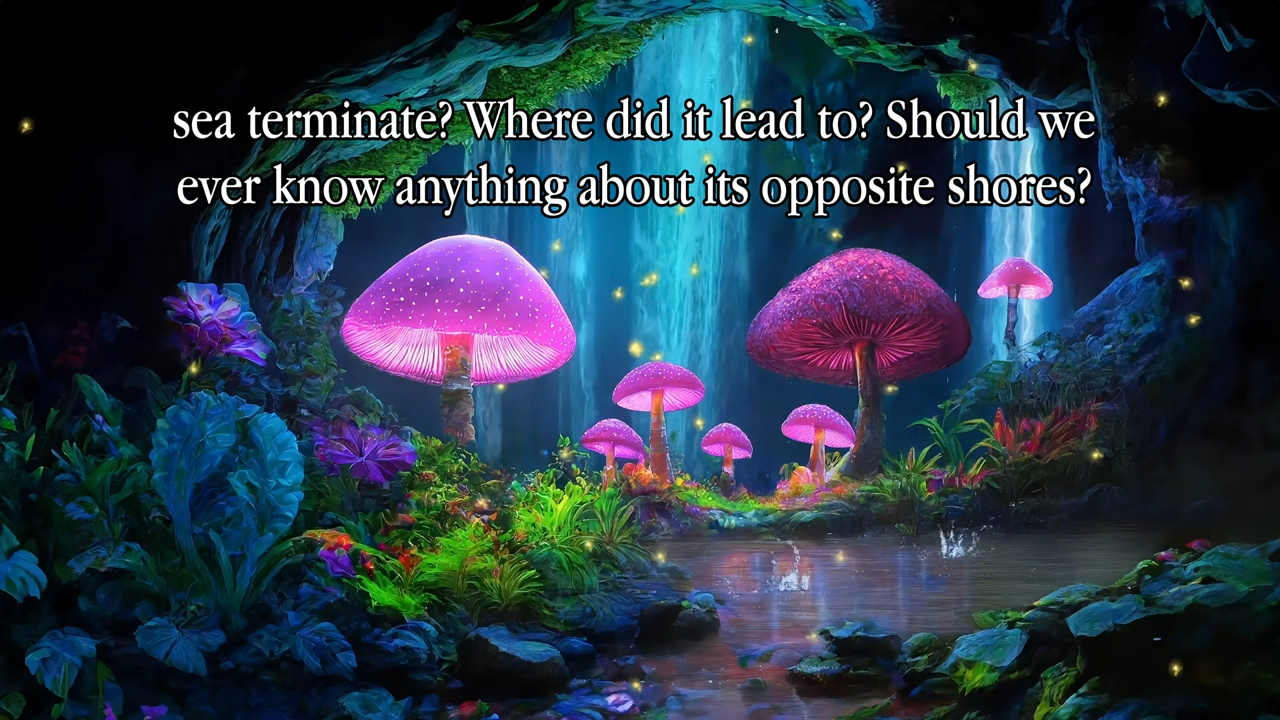 sea terminate? Where did it lead to? Should we
ever know anything about its opposite shores?